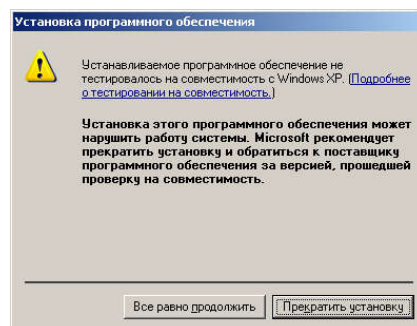 Установка программного обеспечения
Устанавливаемое программное обеспечение не
тестировалось на совместимость с Windows XP. (Подробнее
о тестировании на совместимость.)
Установка этого программного обеспечения может
нарушить работу системы. Microsoft рекомендует
прекратить установку и обратиться к поставщику
программного обеспечения за версией, прошедшей
проверку на совместимость.
Все равно продолжить
Прекратить установку